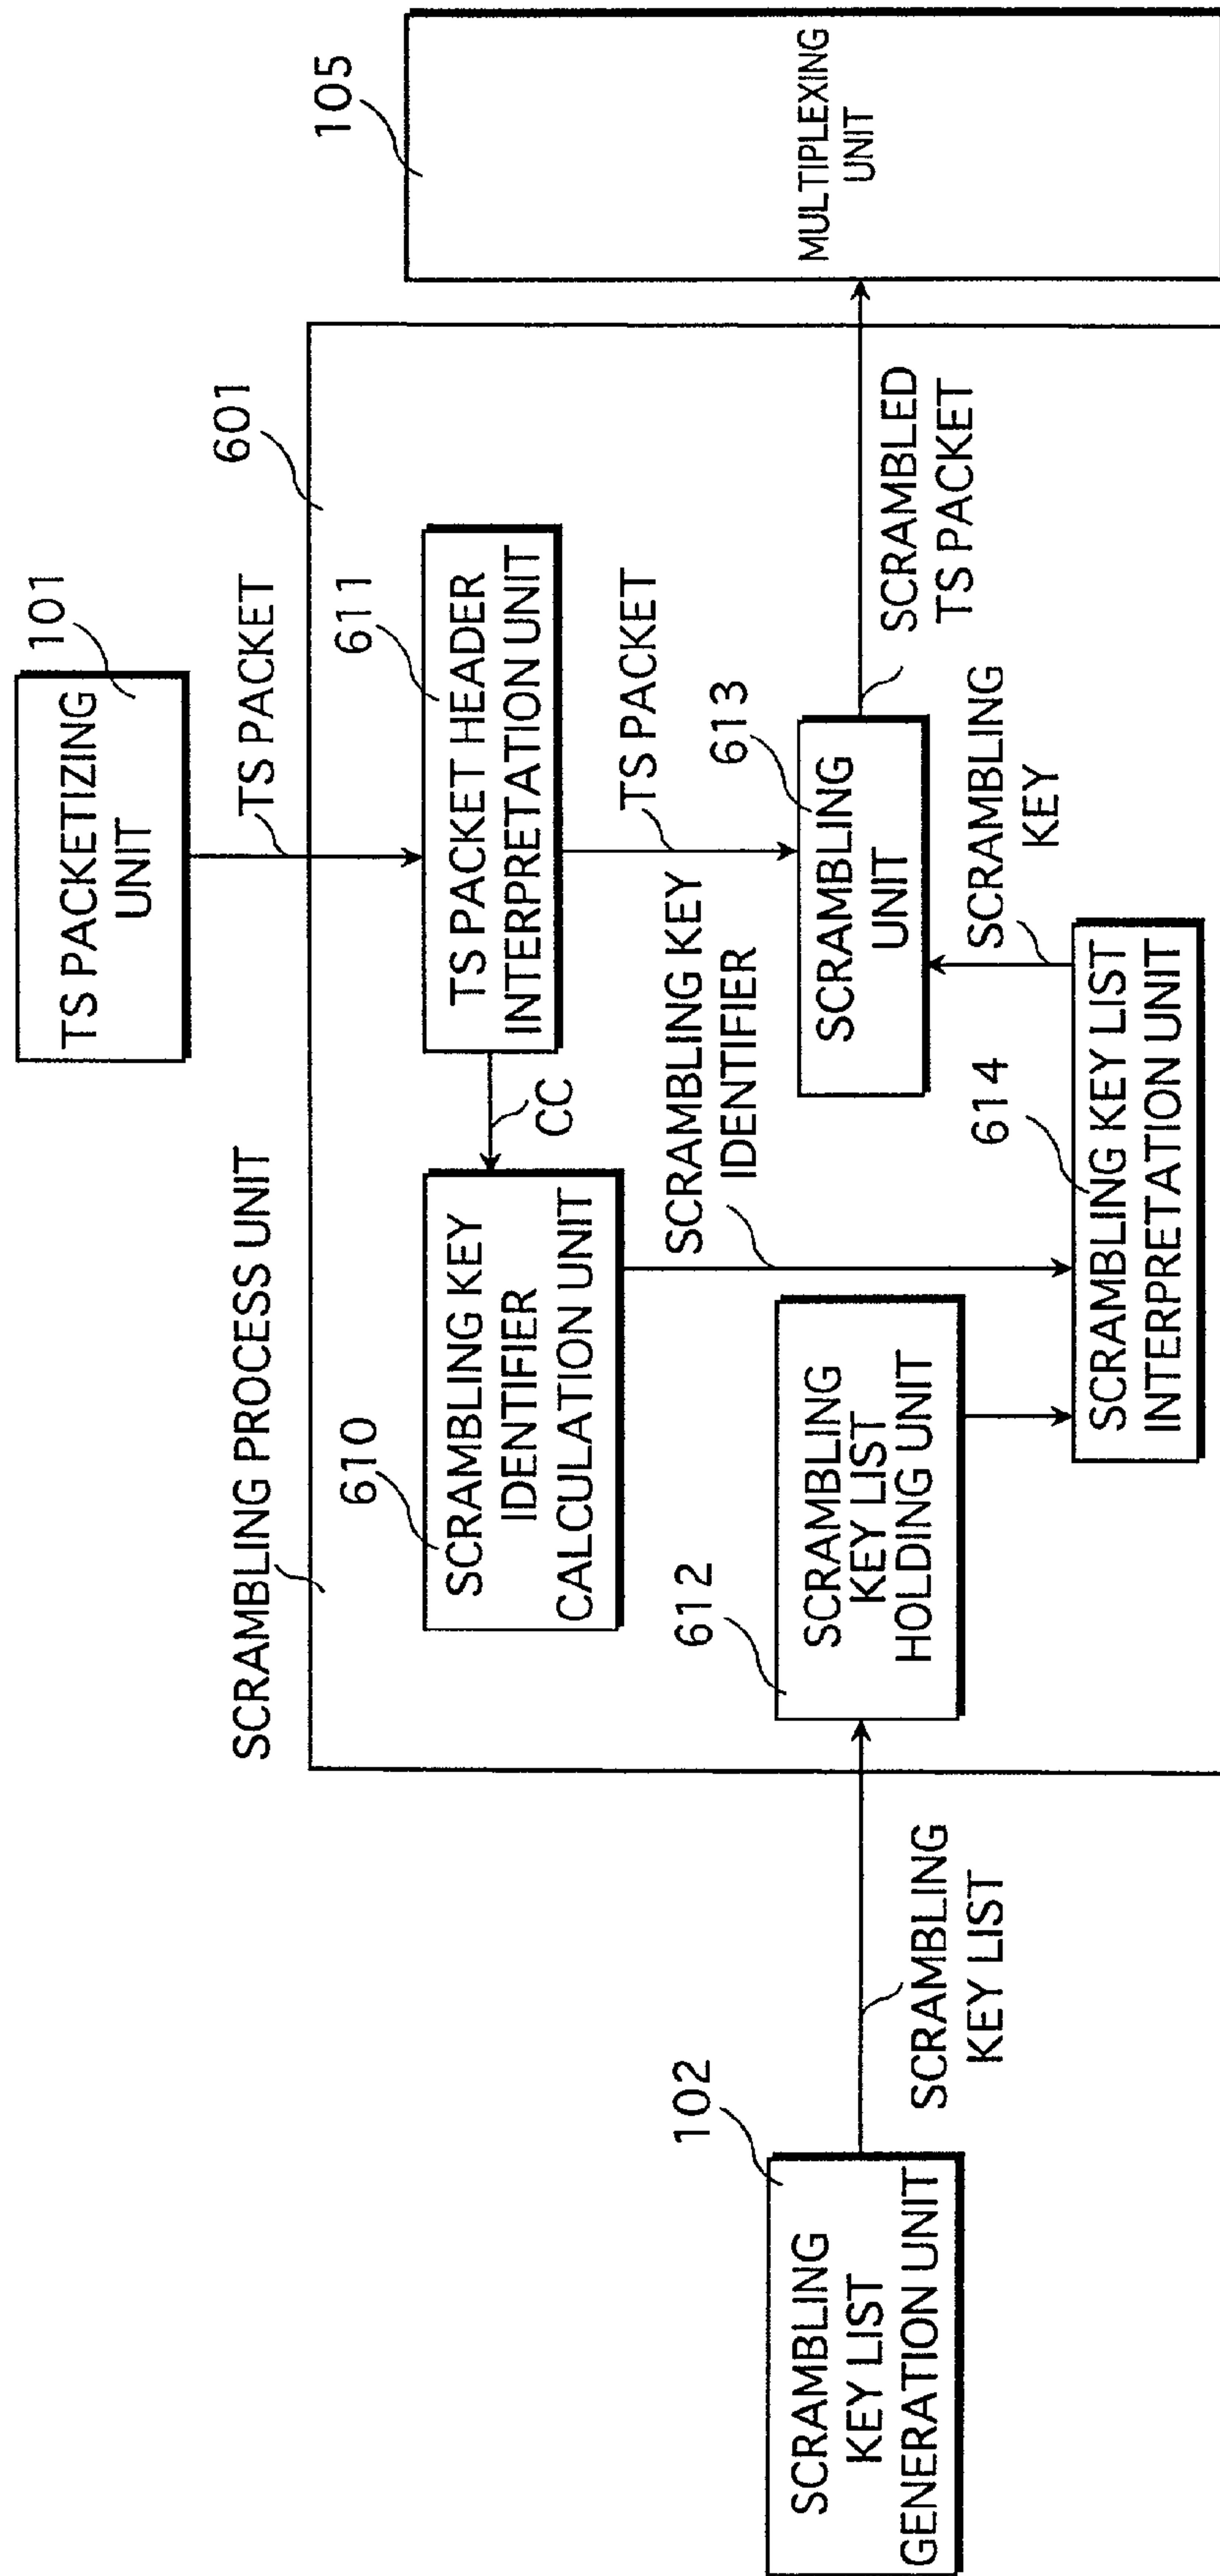 TS PACKETIZING
UNIT
101
TS PACKET
SCRAMBLING PROCESS UNIT
601
105
MULTIPLEXING
UNIT
611
TS PACKET HEADER
INTERPRETATION UNIT
CC
610
SCRAMBLING KEY
IDENTIFIER
CALCULATION UNIT
TS PACKET
SCRAMBLING KEY
IDENTIFIER
613
SCRAMBLING
UNIT
SCRAMBLED
TS PACKET
102
SCRAMBLING
KEY LIST
GENERATION UNIT
SCRAMBLING
KEY LIST
612
SCRAMBLING
KEY LIST
HOLDING UNIT
SCRAMBLING
KEY
614
SCRAMBLING KEY LIST
INTERPRETATION UNIT